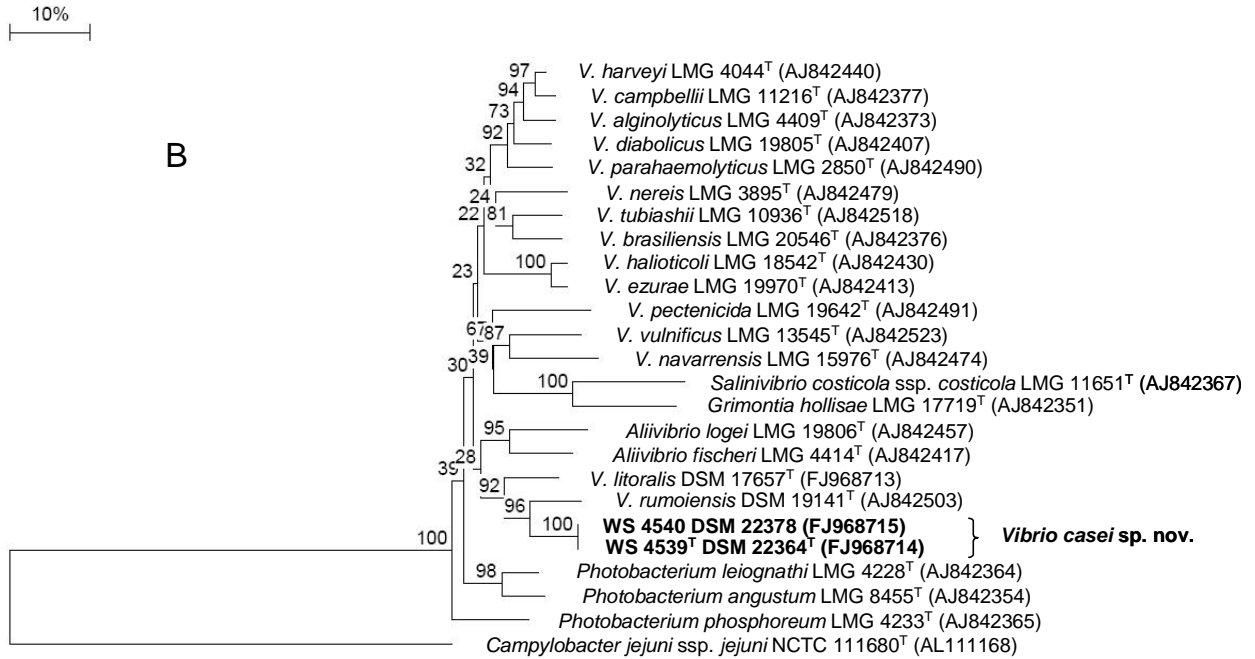 10%
B
97 V. harveyi LMG 4044ᵀ (AJ842440)
94 V. campbellii LMG 11216ᵀ (AJ842377)
73 V. alginolyticus LMG 4409ᵀ (AJ842373)
92 V. diabolicus LMG 19805ᵀ (AJ842407)
32 V. parahaemolyticus LMG 2850ᵀ (AJ842490)
24 V. nereis LMG 3895ᵀ (AJ842479)
22 81 V. tubiashii LMG 10936ᵀ (AJ842518)
V. brasiliensis LMG 20546ᵀ (AJ842376)
23 100 V. halioticoli LMG 18542ᵀ (AJ842430)
V. ezurae LMG 19970ᵀ (AJ842413)
V. pectenicida LMG 19642ᵀ (AJ842491)
67 87 V. vulnificus LMG 13545ᵀ (AJ842523)
30 39 V. navarrensis LMG 15976ᵀ (AJ842474)
100 Salinivibrio costicola ssp. costicola LMG 11651ᵀ (AJ842367)
Grimontia hollisae LMG 17719ᵀ (AJ842351)
95 Aliivibrio logei LMG 19806ᵀ (AJ842457)
39 28 Aliivibrio fischeri LMG 4414ᵀ (AJ842417)
92 V. litoralis DSM 17657ᵀ (FJ968713)
96 V. rumoiensis DSM 19141ᵀ (AJ842503)
100 WS 4540 DSM 22378 (FJ968715)
Vibrio casei sp. nov.
100 WS 4539ᵀ DSM 22364ᵀ (FJ968714)
98 Photobacterium leiognathi LMG 4228ᵀ (AJ842364)
Photobacterium angustum LMG 8455ᵀ (AJ842354)
Photobacterium phosphoreum LMG 4233ᵀ (AJ842365)
Campylobacter jejuni ssp. jejuni NCTC 111680ᵀ (AL111168)